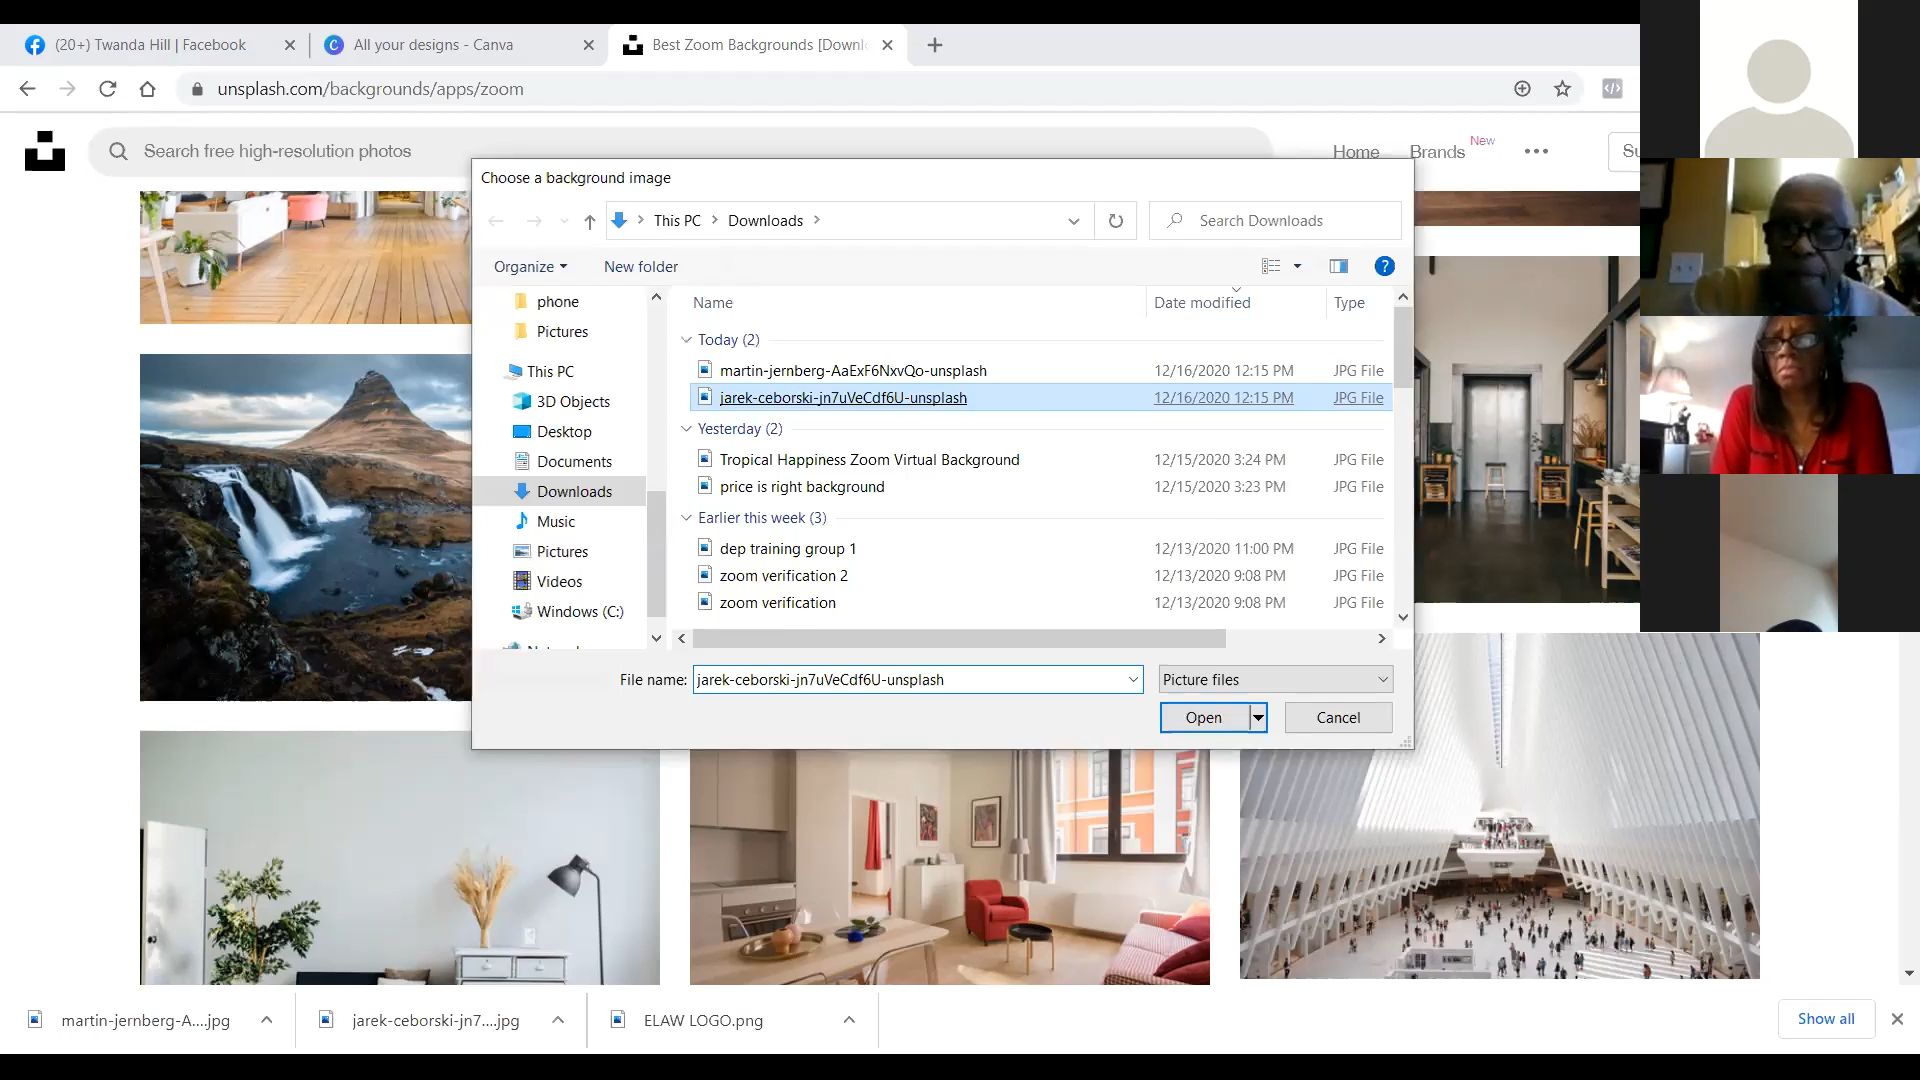 (20+) Twanda Hill | Facebook
All your designs - Canva
Best Zoom Backgrounds [Downl
unsplash.com/backgrounds/apps/zoom
Search free high-resolution photos
Home
Brands
New
Su
Choose a background image
This PC
Downloads
Search Downloads
Organize
New folder
phone
Pictures
This PC
3D Objects
Desktop
Documents
Downloads
Music
Pictures
Videos
Windows (C:)
Name
Date modified
Type
Today (2)
martin-jernberg-AaExF6NxvQo-unsplash 12/16/2020 12:15 PM JPG File
jarek-ceborski-jn7uVeCdf6U-unsplash 12/16/2020 12:15 PM JPG File
Yesterday (2)
Tropical Happiness Zoom Virtual Background 12/15/2020 3:24 PM JPG File
price is right background 12/15/2020 3:23 PM JPG File
Earlier this week (3)
dep training group 1 12/13/2020 11:00 PM JPG File
zoom verification 2 12/13/2020 9:08 PM JPG File
zoom verification 12/13/2020 9:08 PM JPG File
File name: jarek-ceborski-jn7uVeCdf6U-unsplash
Picture files
Open
Cancel
martin-jernberg-A....jpg
jarek-ceborski-jn7....jpg
ELAW LOGO.png
Show all